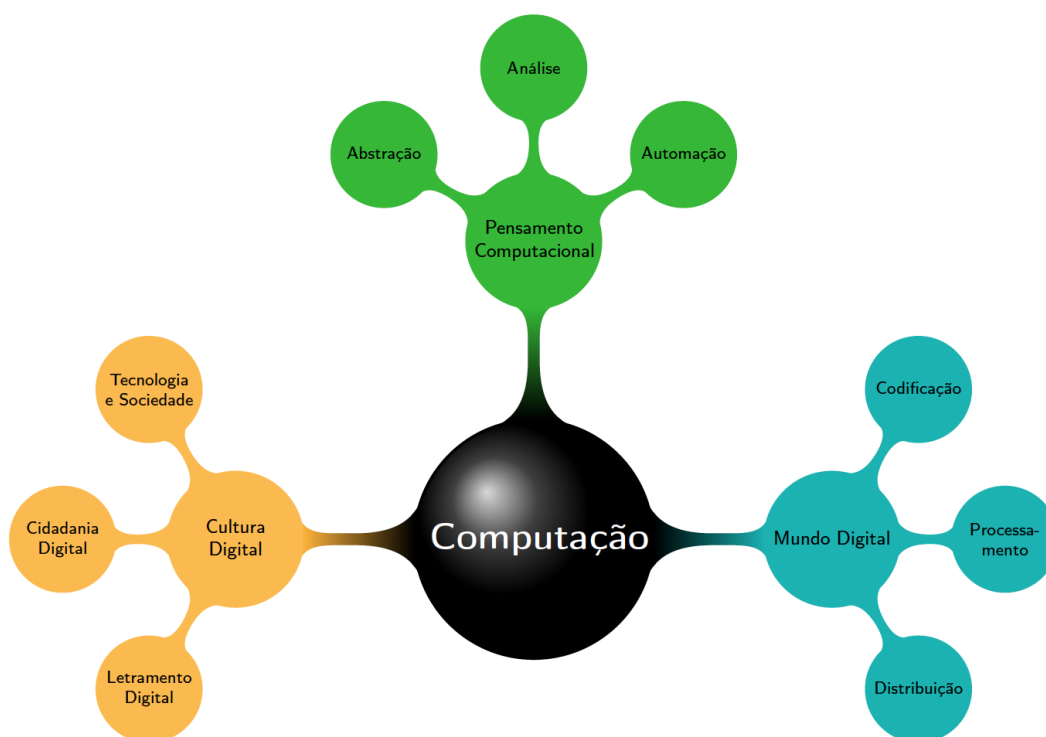 Análise
Abstração
Automação
Pensamento
Computacional
Tecnologia
e Sociedade
Codificação
Cidadania
Digital
Cultura
Digital
Computação
Mundo Digital
Processa-
mento
Letramento
Digital
Distribuição